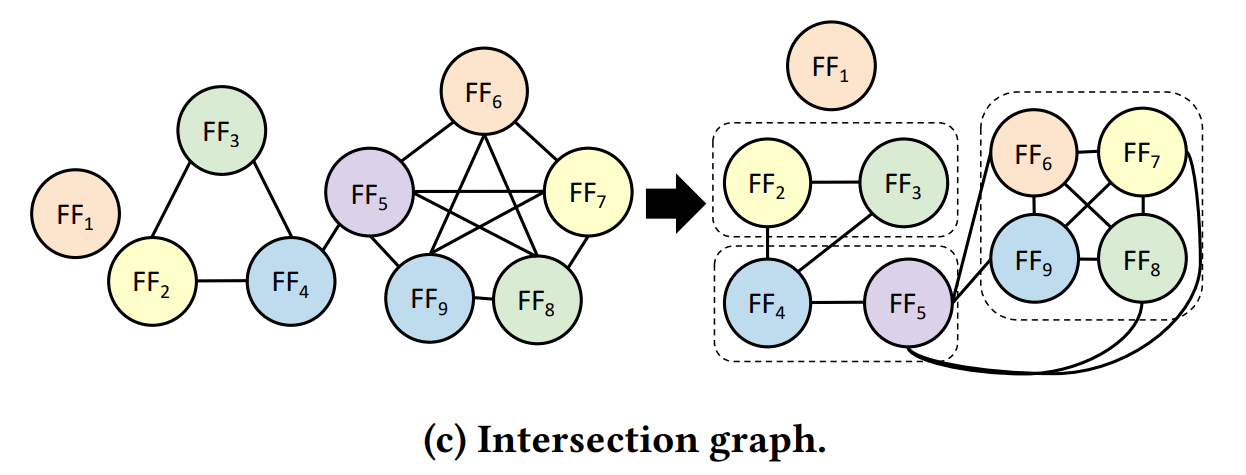 FF1
FF2
FF3
FF4
FF5
FF6
FF7
FF8
FF9
FF1
FF2
FF3
FF4
FF5
FF6
FF7
FF9
FF8
(c) Intersection graph.